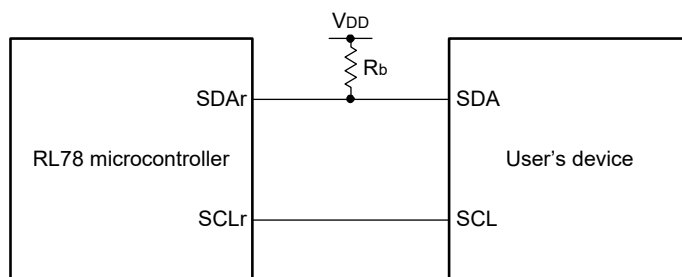 VDD
Rb
SDAr
SDA
RL78 microcontroller
User's device
SCLr
SCL